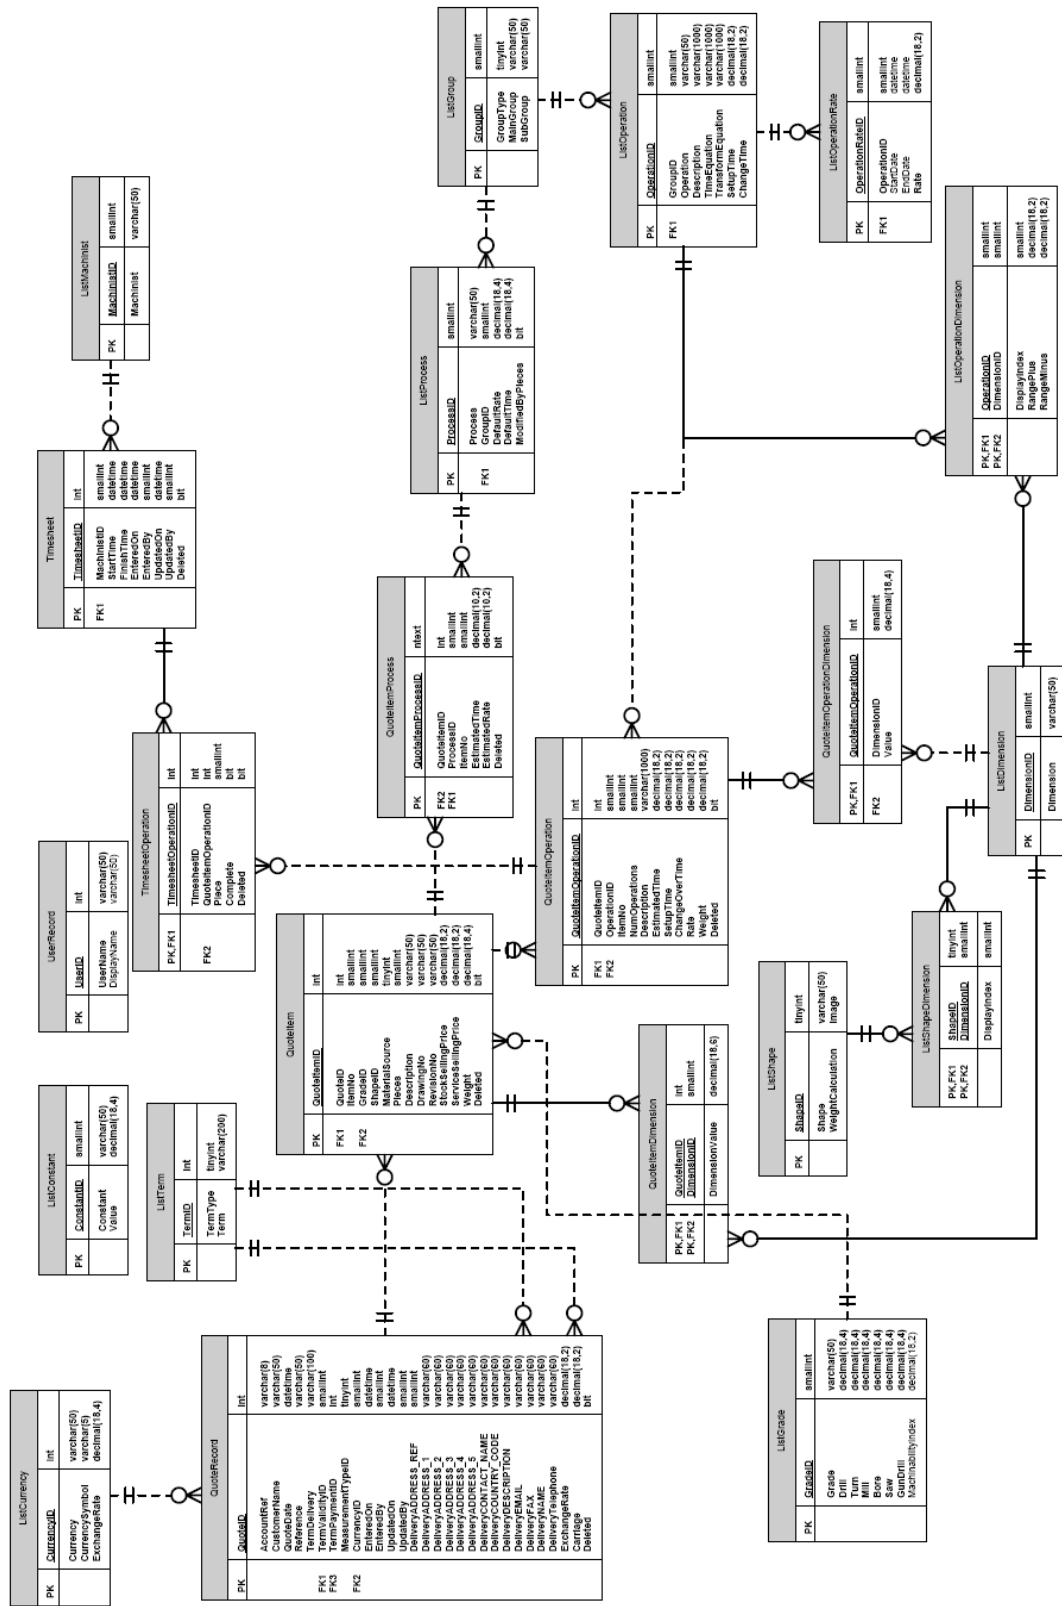 ListCurrency
PK CurrencyID int
Currency varchar(50)
CurrencySymbol varchar(5)
ExchangeRate decimal(18,4)
ListConstant
PK ConstantID smallint
Constant varchar(50)
Value decimal(18,4)
UserRecord
PK UserID int
UserName varchar(50)
DisplayName varchar(50)
Timesheet
PK TimesheetID int
FK1 MachinistID smallint
StartTime datetime
FinishTime datetime
EnteredOn datetime
EnteredBy smallint
UpdatedOn datetime
UpdatedBy smallint
Deleted bit
ListMachinist
PK MachinistID smallint
Machinist varchar(50)
ListTerm
PK TermID int
TermType tinyint
Term varchar(200)
TimesheetOperation
PK,FK1 TimesheetOperationID int
TimesheetID int
FK2 QuoteItemOperationID int
Piece smallint
Complete bit
Deleted bit
QuoteRecord
PK QuoteID int
AccountRef varchar(8)
CustomerName varchar(50)
QuoteDate datetime
Reference varchar(50)
TermDelivery varchar(100)
FK1 TermValidityID smallint
FK3 TermPaymentID int
MeasurementTypeID tinyint
FK2 CurrencyID smallint
EnteredOn datetime
EnteredBy smallint
UpdatedOn datetime
UpdatedBy smallint
DeliveryADDRESS_REF smallint
DeliveryADDRESS_1 varchar(60)
DeliveryADDRESS_2 varchar(60)
DeliveryADDRESS_3 varchar(60)
DeliveryADDRESS_4 varchar(60)
DeliveryADDRESS_5 varchar(60)
DeliveryCONTACT_NAME varchar(60)
DeliveryCOUNTRY_CODE varchar(60)
DeliveryDESCRIPTION varchar(60)
DeliveryEMAIL varchar(60)
DeliveryFAX varchar(60)
DeliveryNAME varchar(60)
DeliveryTelephone varchar(60)
ExchangeRate decimal(18,2)
Carriage decimal(18,2)
Deleted bit
QuoteItem
PK QuoteItemID int
FK1 QuoteID int
ItemNo smallint
FK2 GradeID smallint
ShapeID smallint
MaterialSource tinyint
Pieces smallint
Description varchar(50)
DrawingNo varchar(50)
RevisionNo varchar(50)
StockSellingPrice decimal(18,2)
ServiceSellingPrice decimal(18,2)
Weight decimal(18,4)
Deleted bit
QuoteItemProcess
PK QuoteItemProcessID ntext
FK2 QuoteItemID int
FK1 ProcessID smallint
ItemNo smallint
EstimatedTime decimal(10,2)
EstimatedRate decimal(10,2)
Deleted bit
ListProcess
PK ProcessID smallint
Process varchar(50)
FK1 GroupID smallint
DefaultRate decimal(18,4)
DefaultTime decimal(18,4)
ModifiedByPieces bit
ListGroup
PK GroupID smallint
GroupType tinyint
MainGroup varchar(50)
SubGroup varchar(50)
QuoteItemOperation
PK QuoteItemOperationID int
FK1 QuoteItemID int
FK2 OperationID smallint
ItemNo smallint
NumOperations smallint
Description varchar(1000)
EstimatedTime decimal(18,2)
SetupTime decimal(18,2)
ChangeOverTime decimal(18,2)
Rate decimal(18,2)
Weight decimal(18,2)
Deleted bit
ListOperation
PK OperationID smallint
FK1 GroupID smallint
Operation varchar(50)
Description varchar(1000)
TimeEquation varchar(1000)
TransformEquation varchar(1000)
SetupTime decimal(18,2)
ChangeTime decimal(18,2)
QuoteItemDimension
PK,FK1 QuoteItemID int
PK,FK2 DimensionID smallint
DimensionValue decimal(18,6)
ListGrade
PK GradeID smallint
Grade varchar(50)
Drill decimal(18,4)
Turn decimal(18,4)
Mill decimal(18,4)
Bore decimal(18,4)
Saw decimal(18,4)
GunDrill decimal(18,4)
MachinabilityIndex decimal(18,2)
ListShape
PK ShapeID tinyint
Shape varchar(50)
WeightCalculation Image
QuoteItemOperationDimension
PK,FK1 QuoteItemOperationID int
FK2 DimensionID smallint
Value decimal(18,4)
ListOperationRate
PK OperationRateID smallint
FK1 OperationID smallint
StartDate datetime
EndDate datetime
Rate decimal(18,2)
ListShapeDimension
PK,FK1 ShapeID tinyint
PK,FK2 DimensionID smallint
DisplayIndex smallint
ListDimension
PK DimensionID smallint
Dimension varchar(50)
ListOperationDimension
PK,FK1 OperationID smallint
PK,FK2 DimensionID smallint
DisplayIndex smallint
RangePlus decimal(18,2)
RangeMinus decimal(18,2)